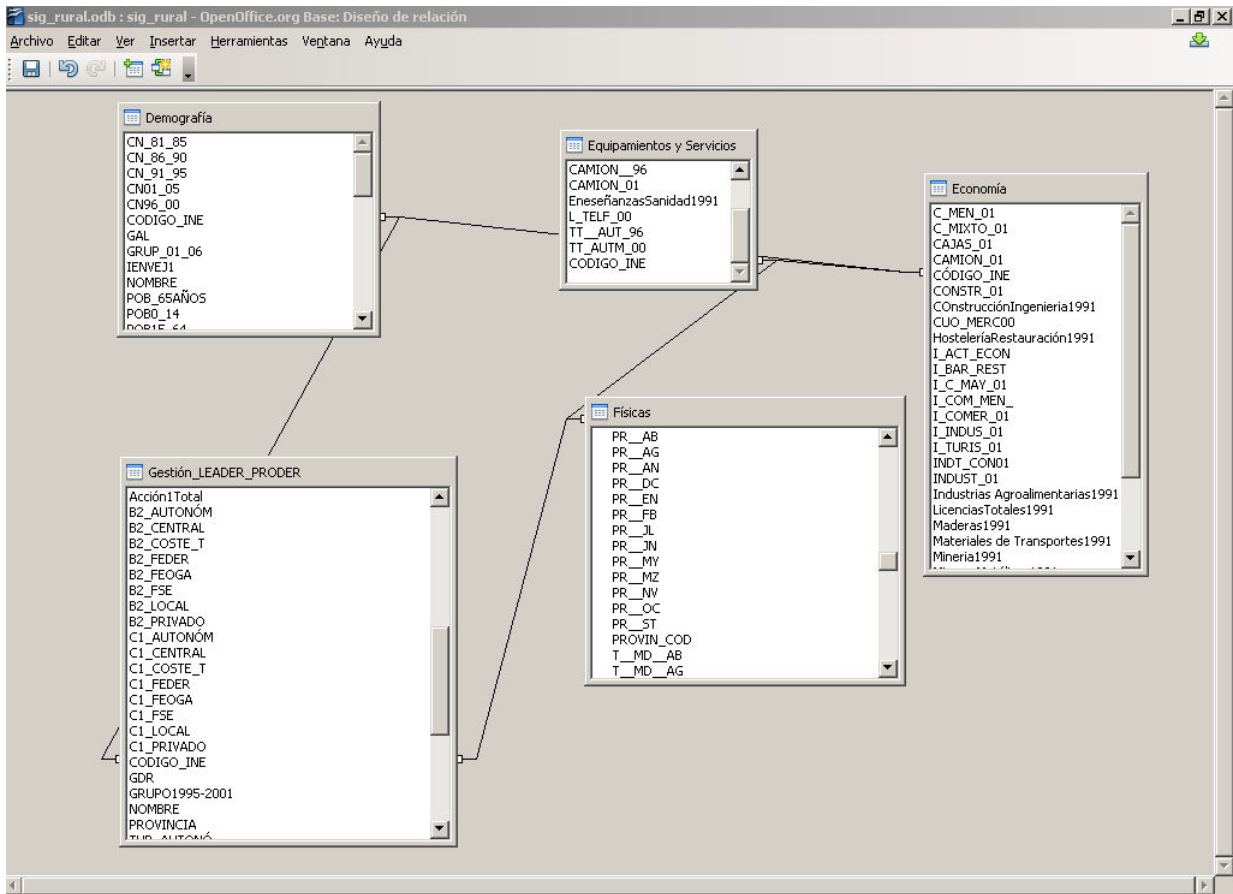 sig_rural.odb : sig_rural - OpenOffice.org Base: Diseño de relación
Archivo Editar Ver Insertar Herramientas Ventana Ayuda
Demografía
CN_81_85
CN_86_90
CN_91_95
CN01_05
CN96_00
CODIGO_INE
GAL
GRUP_01_06
IENVEJ1
NOMBRE
POB_65AÑOS
POB0_14
POB15_64
Equipamientos y Servicios
CAMION__96
CAMION_01
EneseñanzasSanidad1991
L_TELF_00
TT__AUT_96
TT_AUTM_00
CODIGO_INE
Economía
C_MEN_01
C_MIXTO_01
CAJAS_01
CAMION_01
CÓDIGO_INE
CONSTR_01
COnstrucciónIngenieria1991
CUO_MERC00
HosteleríaRestauración1991
I_ACT_ECON
I_BAR_REST
I_C_MAY_01
I_COM_MEN_
I_COMER_01
I_INDUS_01
I_TURIS_01
INDT_CON01
INDUST_01
Industrias Agroalimentarias1991
LicenciasTotales1991
Maderas1991
Materiales de Transportes1991
Mineria1991
Físicas
PR__AB
PR__AG
PR__AN
PR__DC
PR__EN
PR__FB
PR__JL
PR__JN
PR__MY
PR__MZ
PR__NV
PR__OC
PR__ST
PROVIN_COD
T__MD__AB
T__MD__AG
Gestión_LEADER_PRODER
Acción1Total
B2_AUTONÓM
B2_CENTRAL
B2_COSTE_T
B2_FEDER
B2_FEOGA
B2_FSE
B2_LOCAL
B2_PRIVADO
C1_AUTONÓM
C1_CENTRAL
C1_COSTE_T
C1_FEDER
C1_FEOGA
C1_FSE
C1_LOCAL
C1_PRIVADO
CODIGO_INE
GDR
GRUPO1995-2001
NOMBRE
PROVINCIA